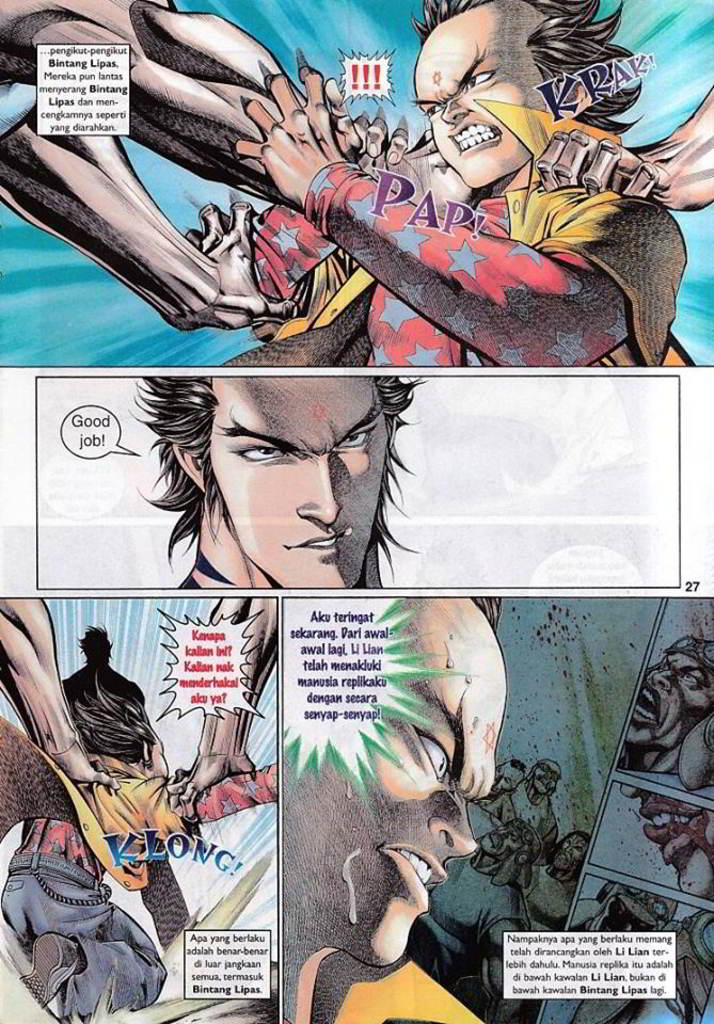 ...pengikut-pengikut
Bintang Lipas.
Mereka pun lantas
menyerang Bintang
Lipas dan men-
cengkamnya seperti
yang diarahkan.
!!!
KRAK!
PAP!
Good
job!
27
Kenapa
kalian ini?
Kalian nak
menderhakai
aku ya?
KLONG!
Apa yang berlaku
adalah benar-benar
di luar jangkaan
semua, termasuk
Bintang Lipas.
Aku teringat
sekarang. Dari awal-
awal lagi, Li Lian
telah menakluki
manusia replikaku
dengan secara
senyap-senyap!
Nampaknya apa yang berlaku memang
telah dirancangkan oleh Li Lian ter-
lebih dahulu. Manusia replika itu adalah
di bawah kawalan Li Lian, bukan di
bawah kawalan Bintang Lipas lagi.